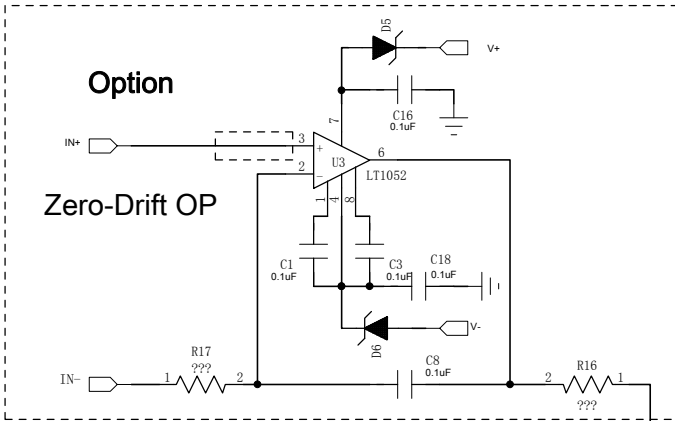 D5
V+
Option
C16
0.1uF
7
IN+
3
+
6
2
-
U3
LT1052
Zero-Drift OP
1
4
8
C1
0.1uF
C3
0.1uF
C18
0.1uF
D6
V-
C8
0.1uF
R17
???
IN-
1
2
R16
???
2
1